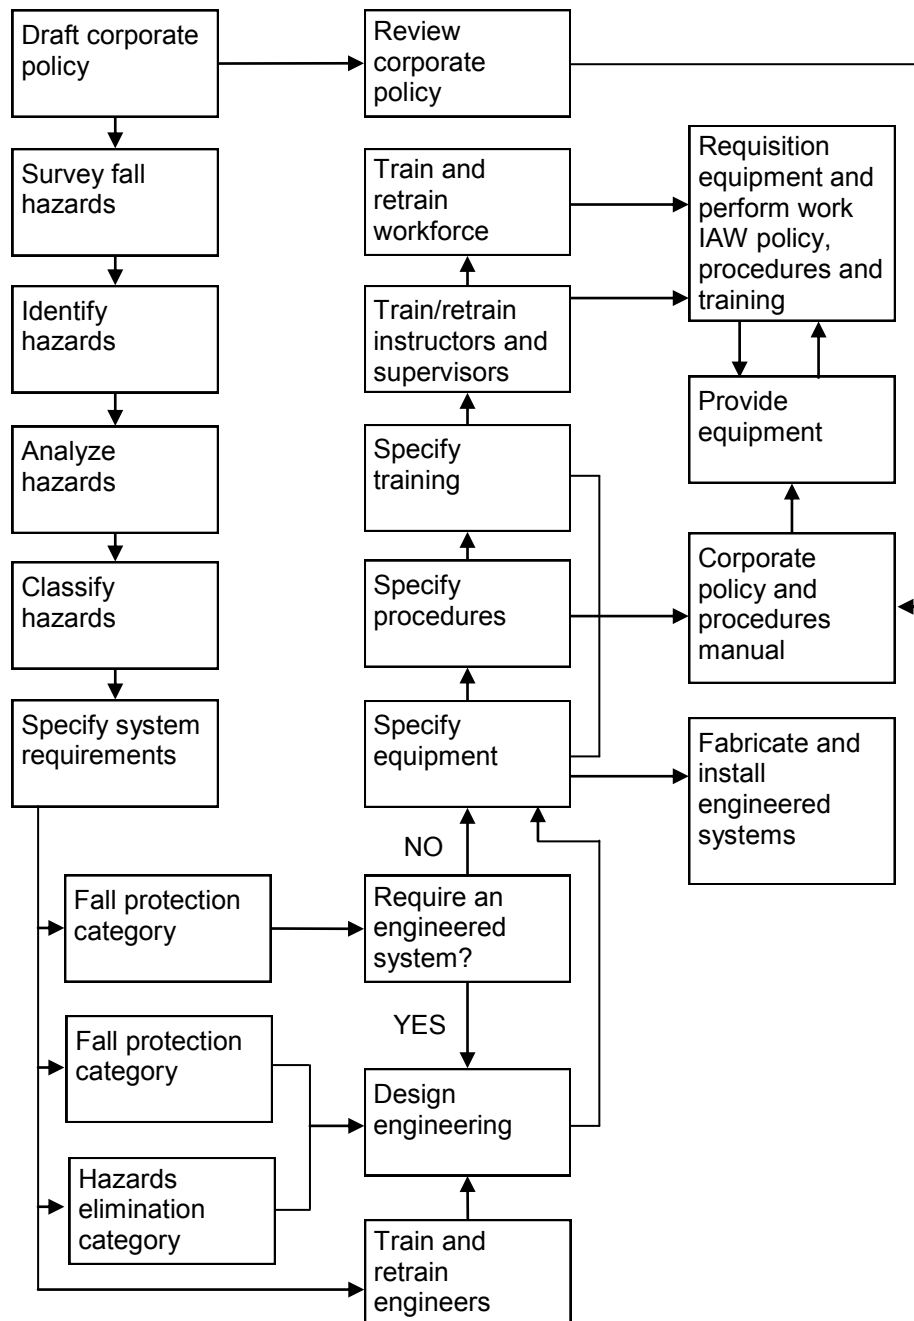 Draft corporate
policy
Review
corporate
policy
Survey fall
hazards
Train and
retrain
workforce
Requisition
equipment and
perform work
IAW policy,
procedures and
training
Identify
hazards
Train/retrain
instructors and
supervisors
Provide
equipment
Analyze
hazards
Specify
training
Classify
hazards
Specify
procedures
Corporate
policy and
procedures
manual
Specify system
requirements
Specify
equipment
Fabricate and
install
engineered
systems
NO
Fall protection
category
Require an
engineered
system?
YES
Fall protection
category
Design
engineering
Hazards
elimination
category
Train and
retrain
engineers